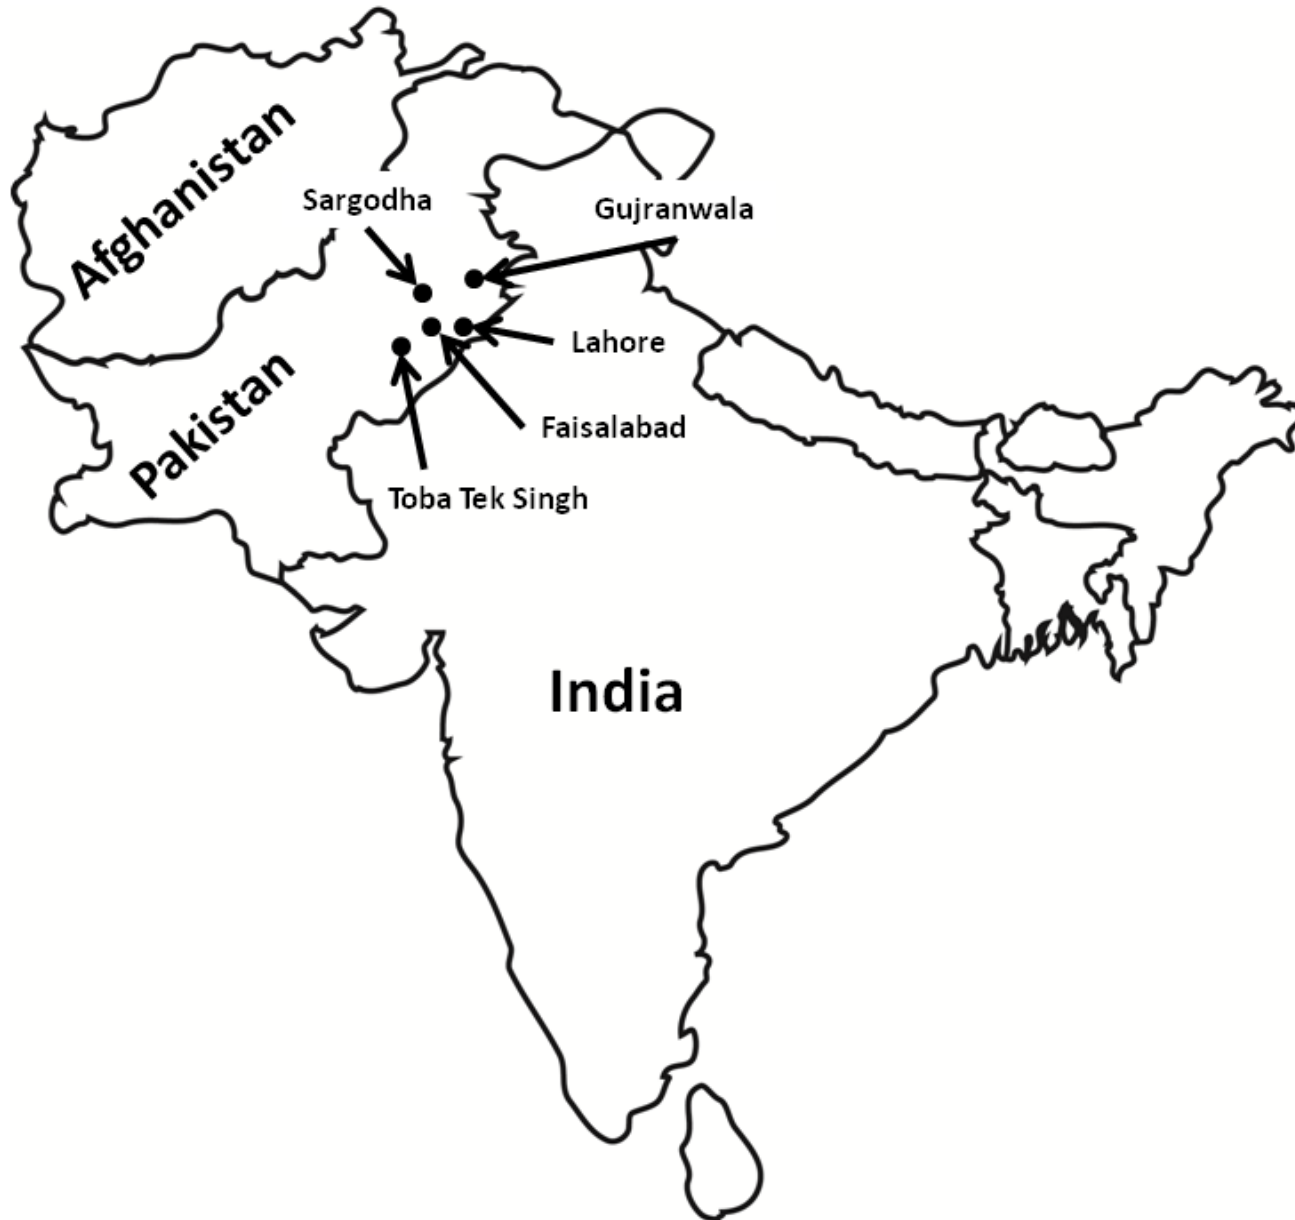 Afghanistan
Sargodha
Gujranwala
Lahore
Pakistan
Faisalabad
Toba Tek Singh
India